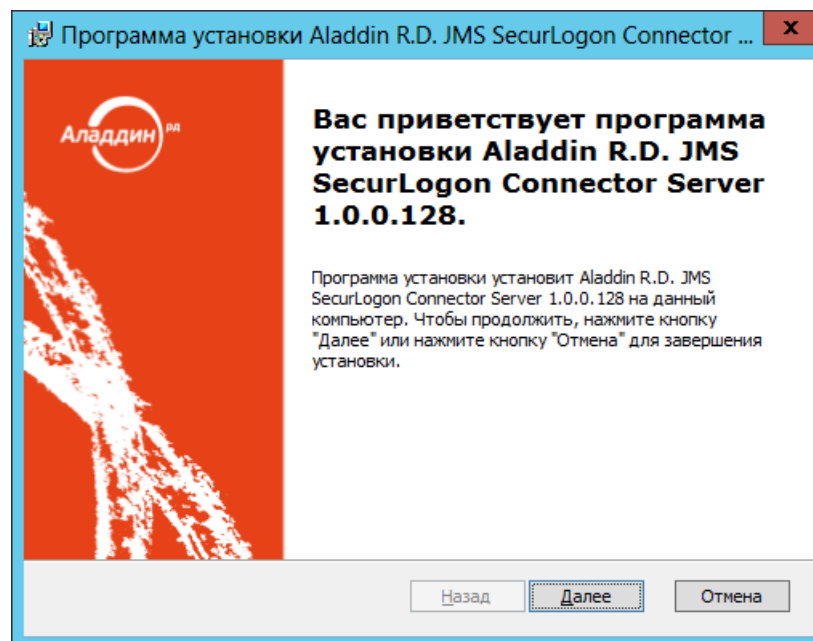 Программа установки Aladdin R.D. JMS SecurLogon Connector ...
x
Аладдин РД
Вас приветствует программа
установки Aladdin R.D. JMS
SecurLogon Connector Server
1.0.0.128.
Программа установки установит Aladdin R.D. JMS
SecurLogon Connector Server 1.0.0.128 на данный
компьютер. Чтобы продолжить, нажмите кнопку
"Далее" или нажмите кнопку "Отмена" для завершения
установки.
Назад
Далее
Отмена